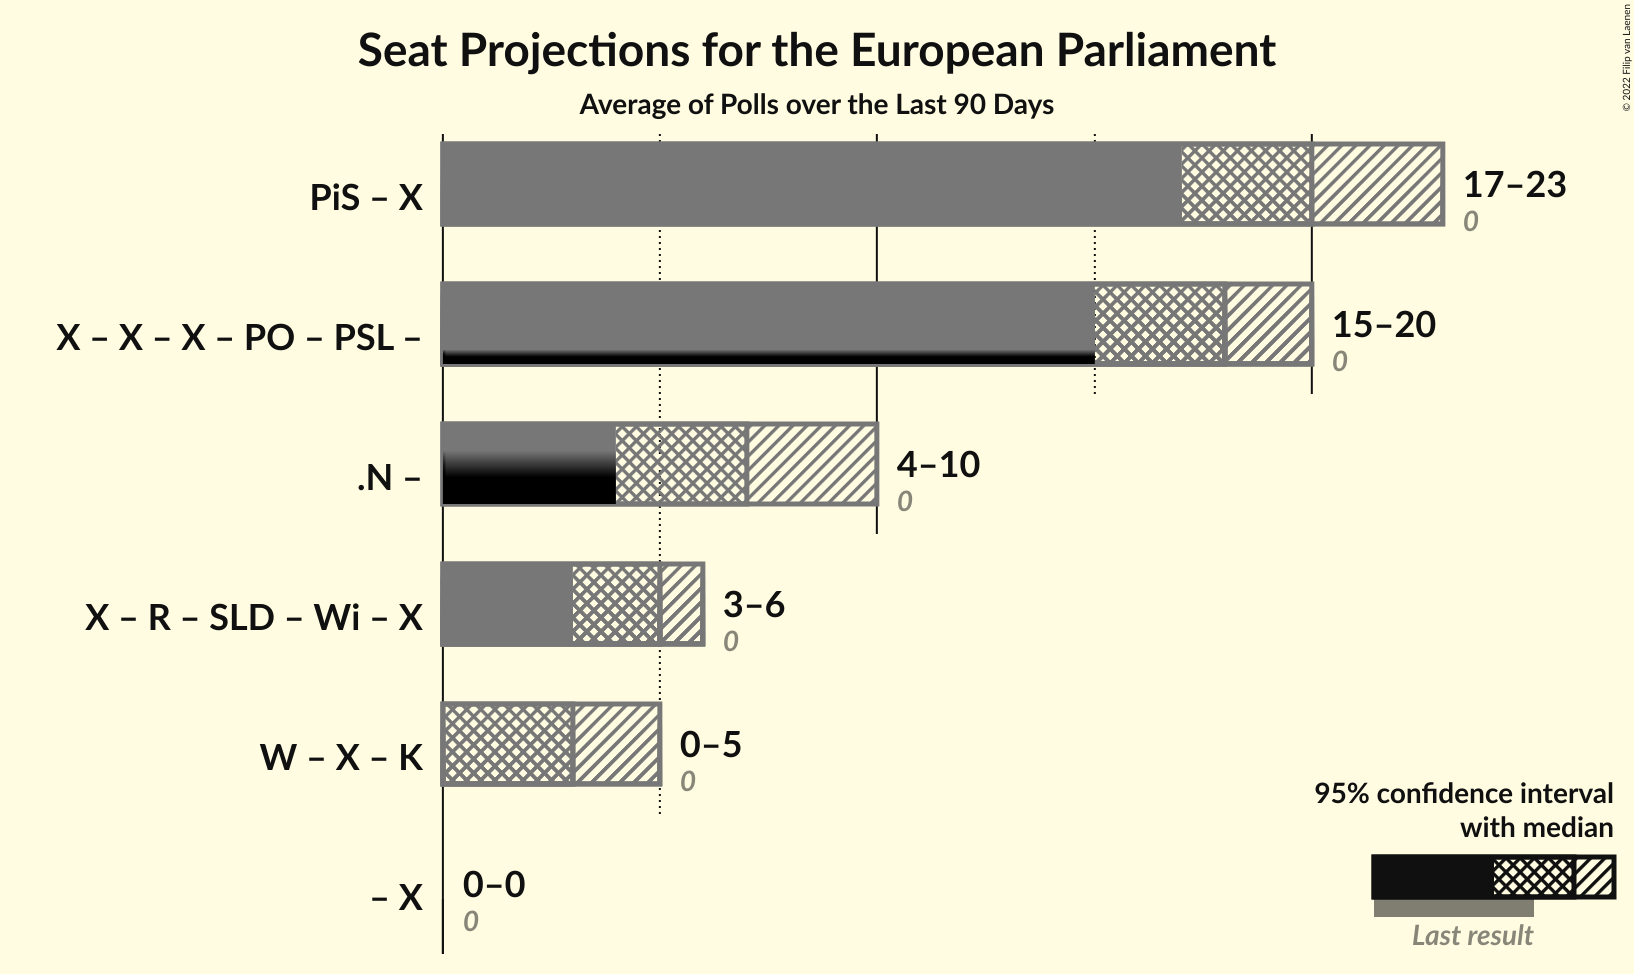 Seat Projections for the European Parliament
Average of Polls over the Last 90 Days
© 2022 Filip van Laenen
PiS – X
17–23
0
X – X – X – PO – PSL –
15–20
0
.N –
4–10
0
X – R – SLD – Wi – X
3–6
0
W – X – K
0–5
0
– X
0–0
0
95% confidence interval
with median
Last result